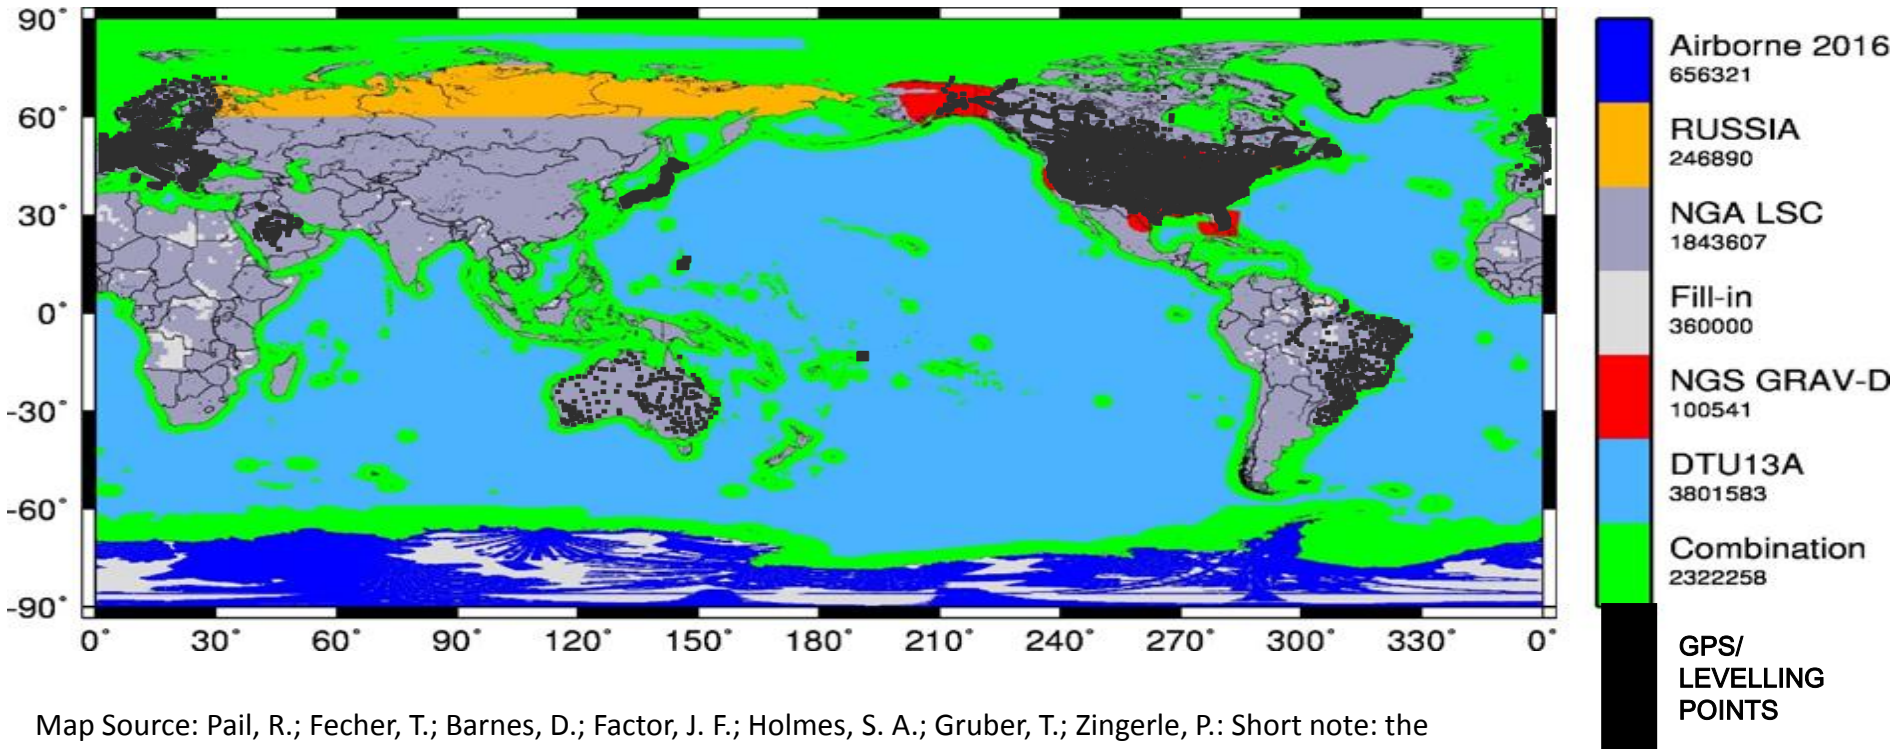 90°
60°
30°
0°
-30°
-60°
-90°
0° 30° 60° 90° 120° 150° 180° 210° 240° 270° 300° 330° 0°
Airborne 2016
656321
RUSSIA
246890
NGA LSC
1843607
Fill-in
360000
NGS GRAV-D
100541
DTU13A
3801583
Combination
2322258
GPS/
LEVELLING
POINTS
Map Source: Pail, R.; Fecher, T.; Barnes, D.; Factor, J. F.; Holmes, S. A.; Gruber, T.; Zingerle, P.: Short note: the